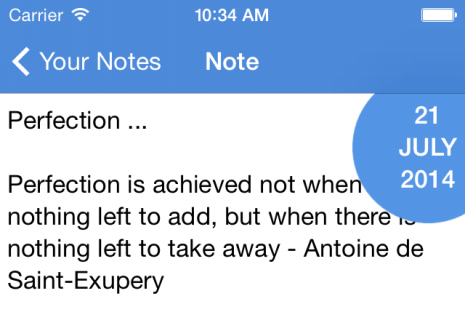 Carrier 10:34 AM
Your Notes Note
21
JULY
2014
Perfection ...
Perfection is achieved not when
nothing left to add, but when there is
nothing left to take away - Antoine de
Saint-Exupery